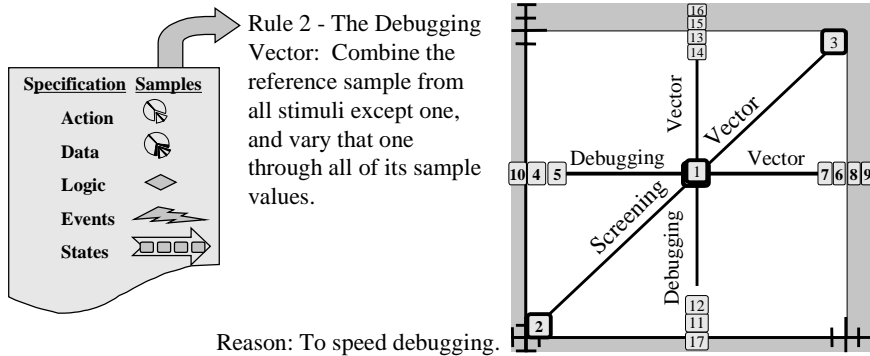 Rule 2 - The Debugging
Vector: Combine the
reference sample from
all stimuli except one,
and vary that one
through all of its sample
values.
Specification Samples
Action
Data
Logic
Events
States
Reason: To speed debugging.
16
15
13
14
3
Vector
Vector
Debugging
Vector
10 4 5
1
7 6 8 9
Screening
Debugging
12
11
2
17